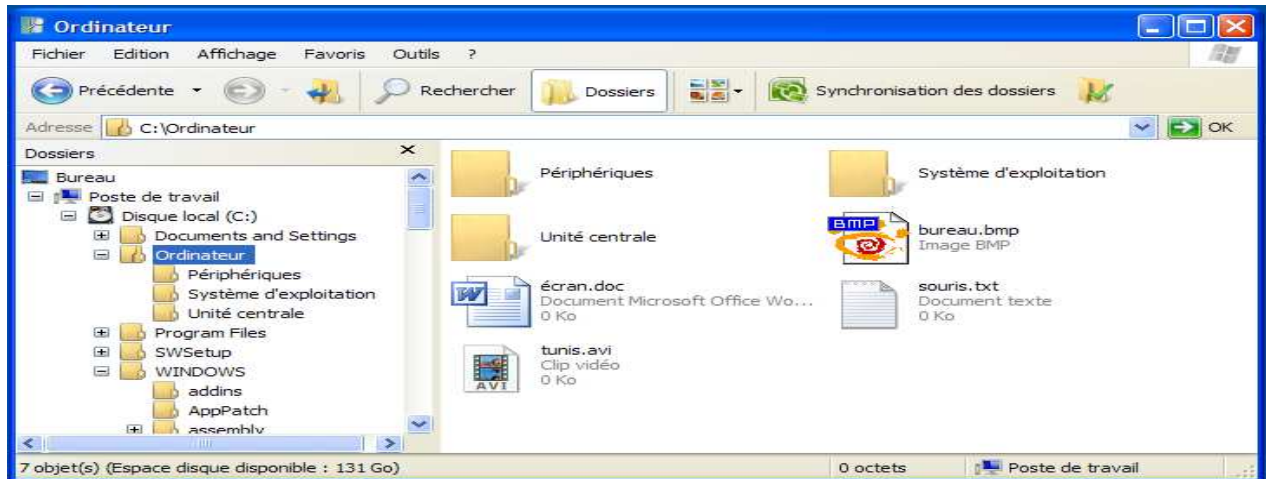 Ordinateur
Fichier Edition Affichage Favoris Outils ?
Précédente Rechercher Dossiers Synchronisation des dossiers
Adresse C:\Ordinateur OK
Dossiers
Bureau
Poste de travail
Disque local (C:)
Documents and Settings
Ordinateur
Périphériques
Système d'exploitation
Unité centrale
Program Files
SWSetup
WINDOWS
addins
AppPatch
assembly
Périphériques
Système d'exploitation
Unité centrale
BMP
bureau.bmp
Image BMP
W
écran.doc
Document Microsoft Office Wo...
0 Ko
souris.txt
Document texte
0 Ko
AVI
tunis.avi
Clip vidéo
0 Ko
7 objet(s) (Espace disque disponible : 131 Go) 0 octets Poste de travail